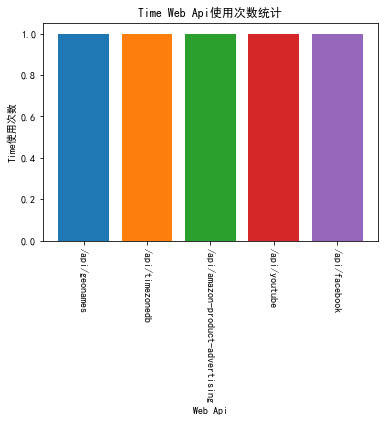 Time Web Api使用次数统计
Time使用次数
1.0
0.8
0.6
0.4
0.2
0.0
/api/geonames
/api/timezonedb
/api/amazon-product-advertising
/api/youtube
/api/facebook
Web Api